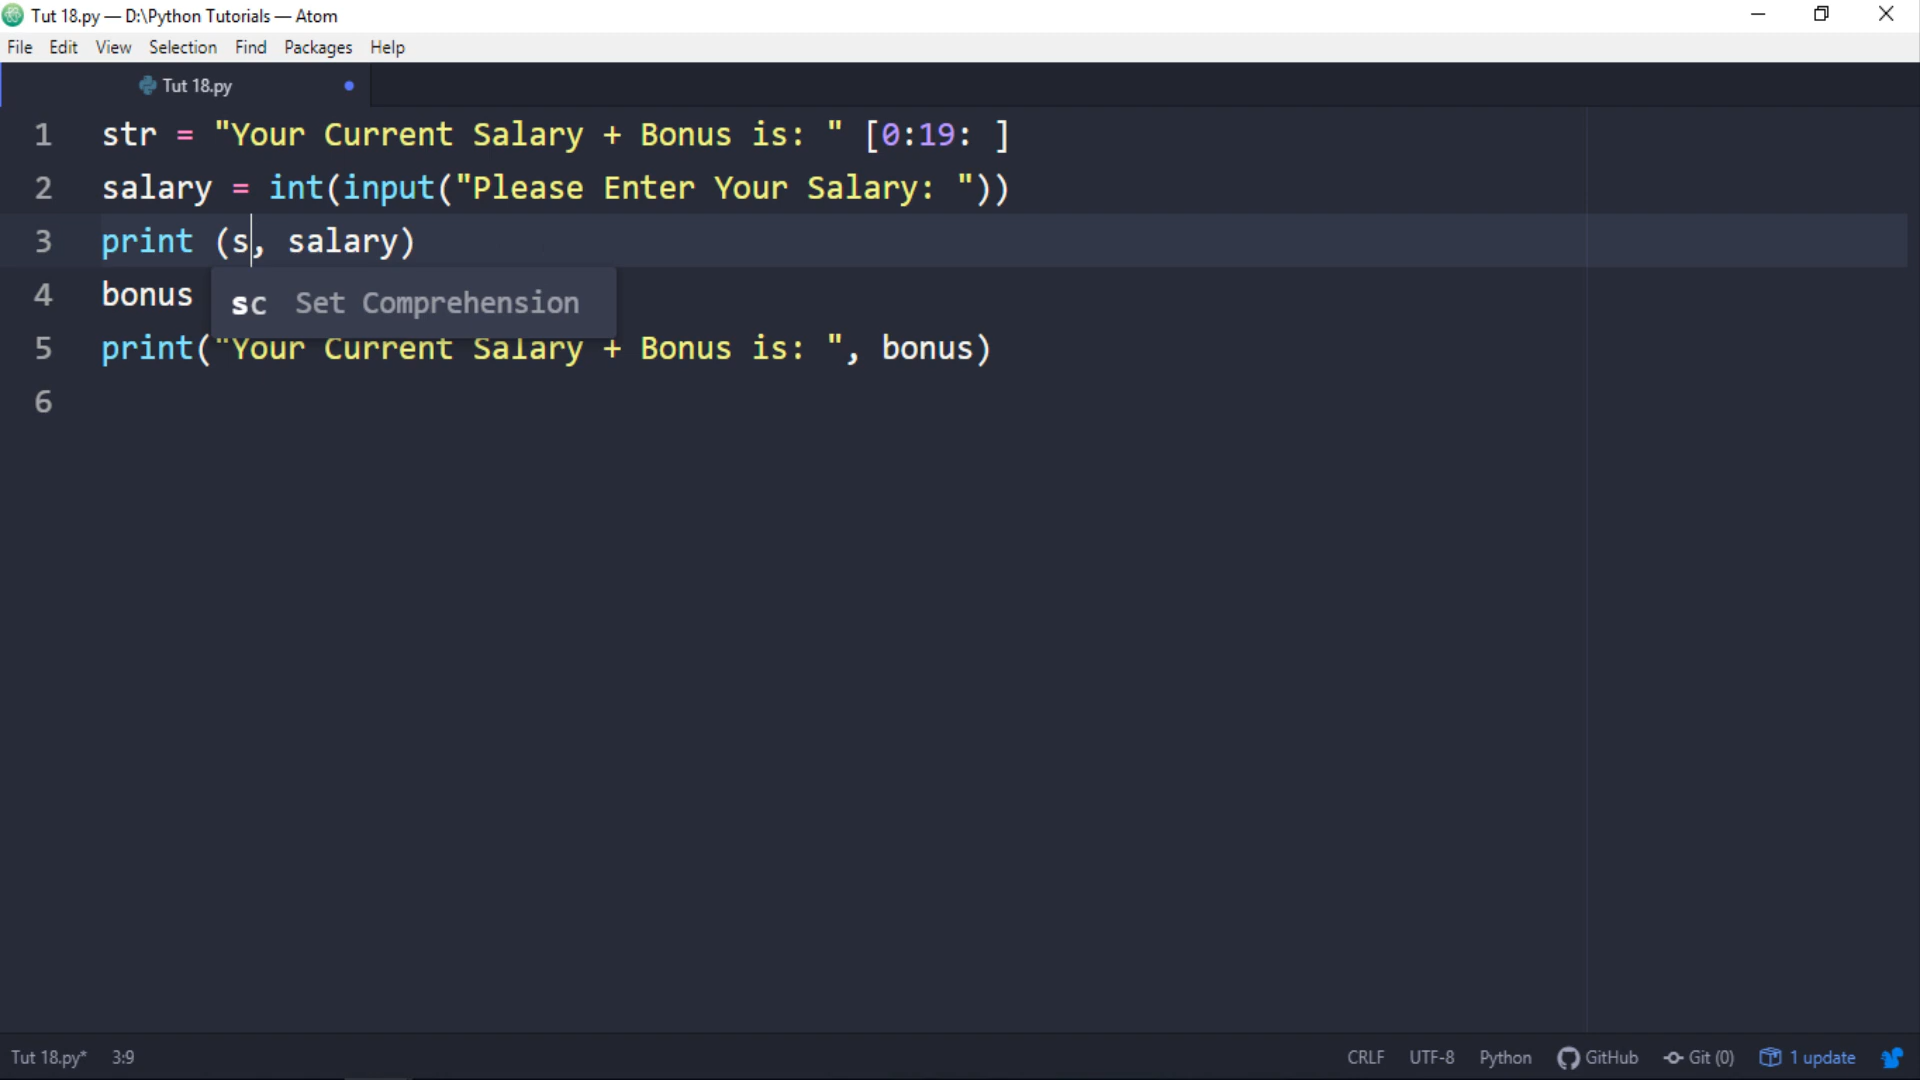 Tut 18.py — D:\Python Tutorials — Atom
File Edit View Selection Find Packages Help
Tut 18.py
1 str = "Your Current Salary + Bonus is: " [0:19: ]
2 salary = int(input("Please Enter Your Salary: "))
3 print (s, salary)
4 bonus
sc Set Comprehension
5 print("Your Current Salary + Bonus is: ", bonus)
6
Tut 18.py* 3:9 CRLF UTF-8 Python GitHub Git (0) 1 update